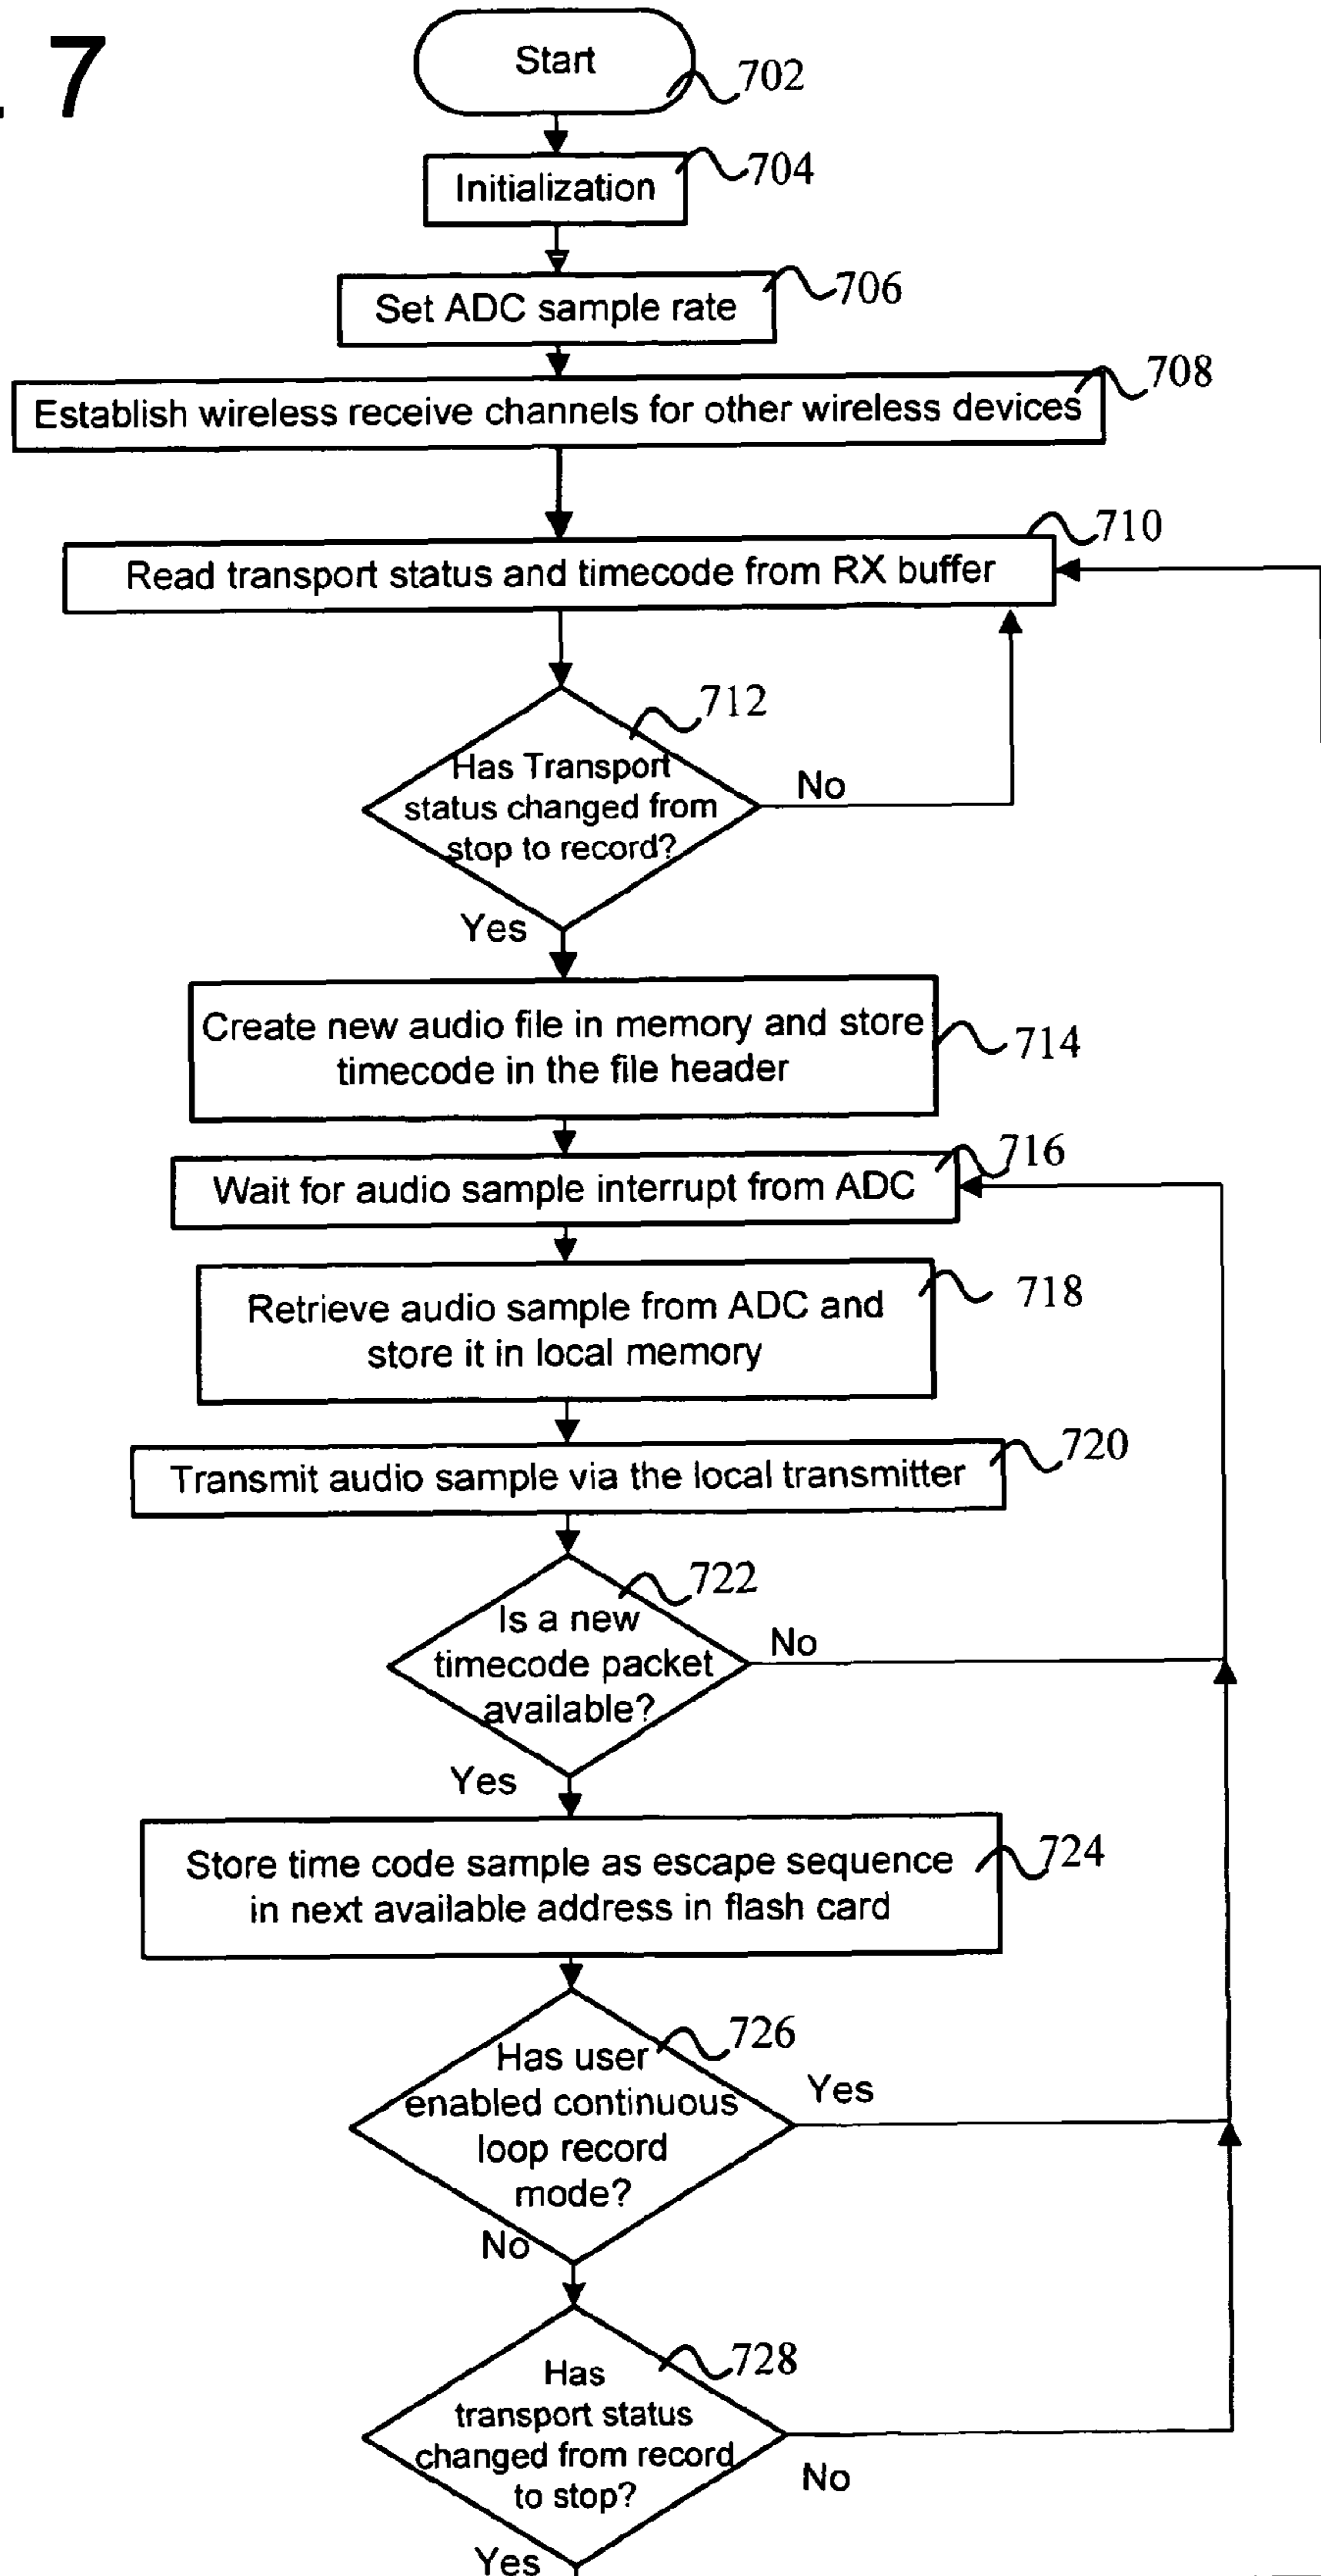 . 7
Start
702
Initialization
704
Set ADC sample rate
706
Establish wireless receive channels for other wireless devices
708
Read transport status and timecode from RX buffer
710
Has Transport
status changed from
stop to record?
712
No
Yes
Create new audio file in memory and store
timecode in the file header
714
Wait for audio sample interrupt from ADC
716
Retrieve audio sample from ADC and
store it in local memory
718
Transmit audio sample via the local transmitter
720
Is a new
timecode packet
available?
722
No
Yes
Store time code sample as escape sequence
in next available address in flash card
724
Has user
enabled continuous
loop record
mode?
726
Yes
No
Has
transport status
changed from record
to stop?
728
No
Yes